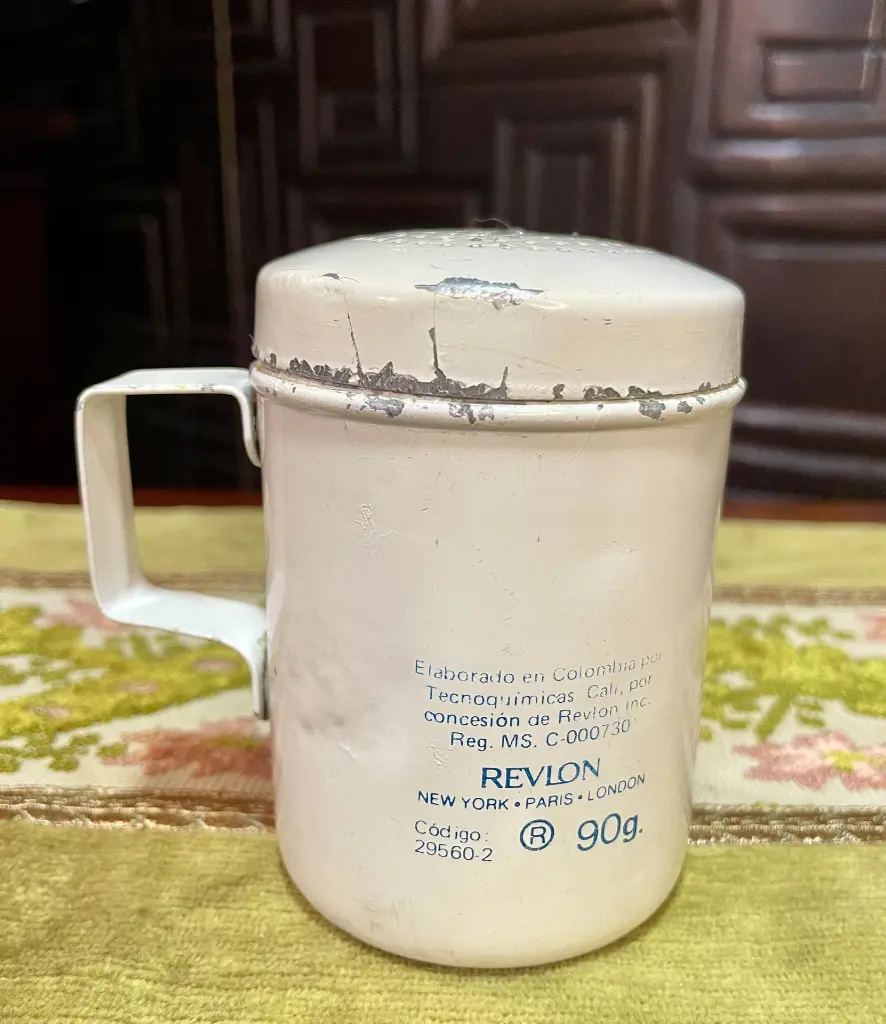 Elaborado en Colombia por
Tecnoquímicas Cali, por
concesión de Revlon Inc.
Reg. MS. C-000730
REVLON
NEW YORK • PARIS • LONDON
Código:
29560-2
® 90g.